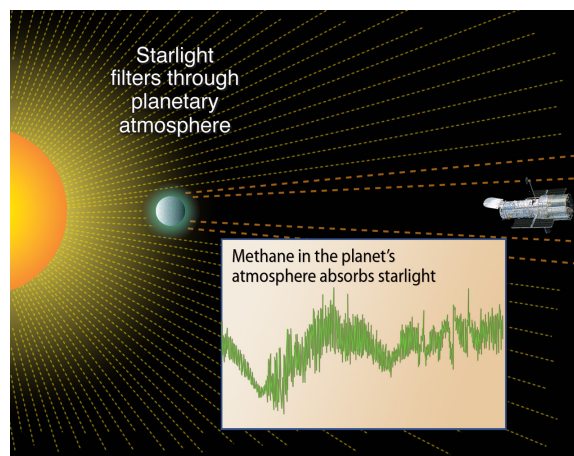 Starlight
filters through
planetary
atmosphere
Methane in the planet's
atmosphere absorbs starlight